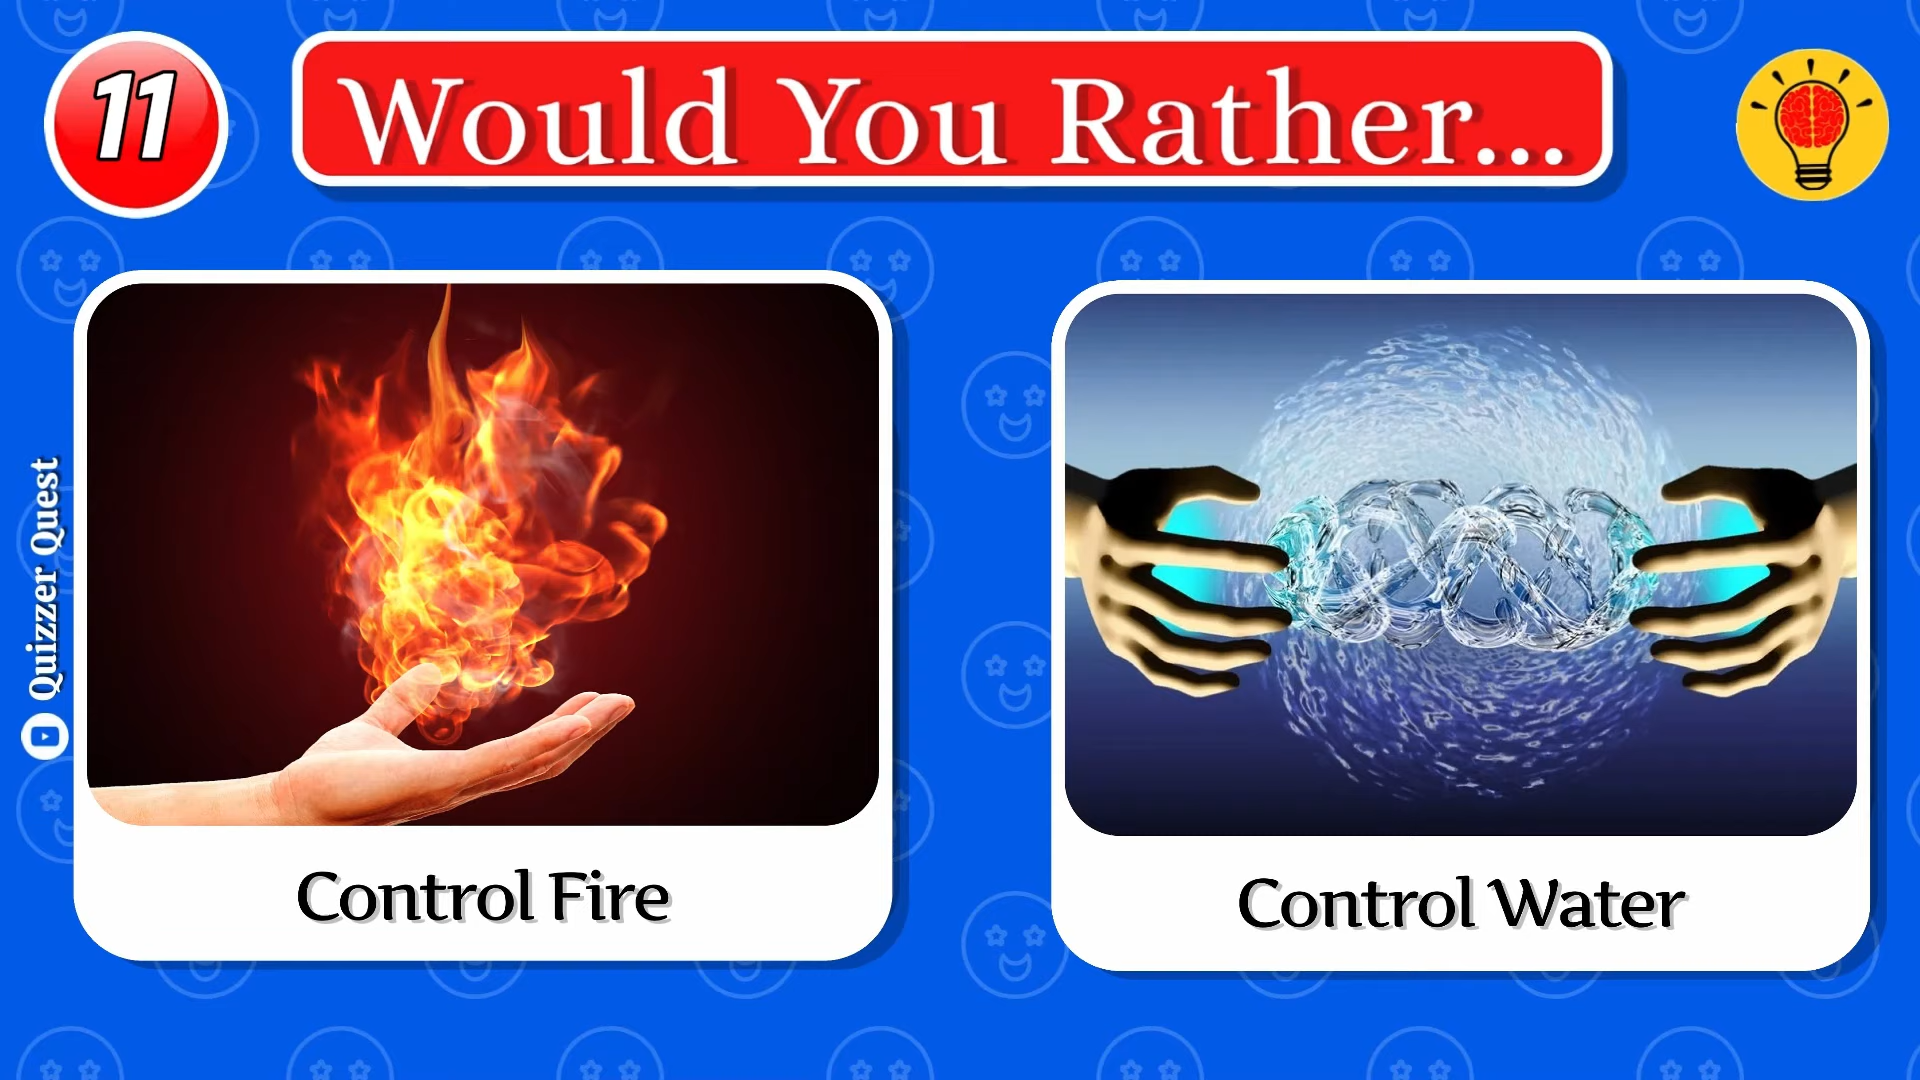 11
Would You Rather...
Quizzer Quest
Control Fire
Control Water